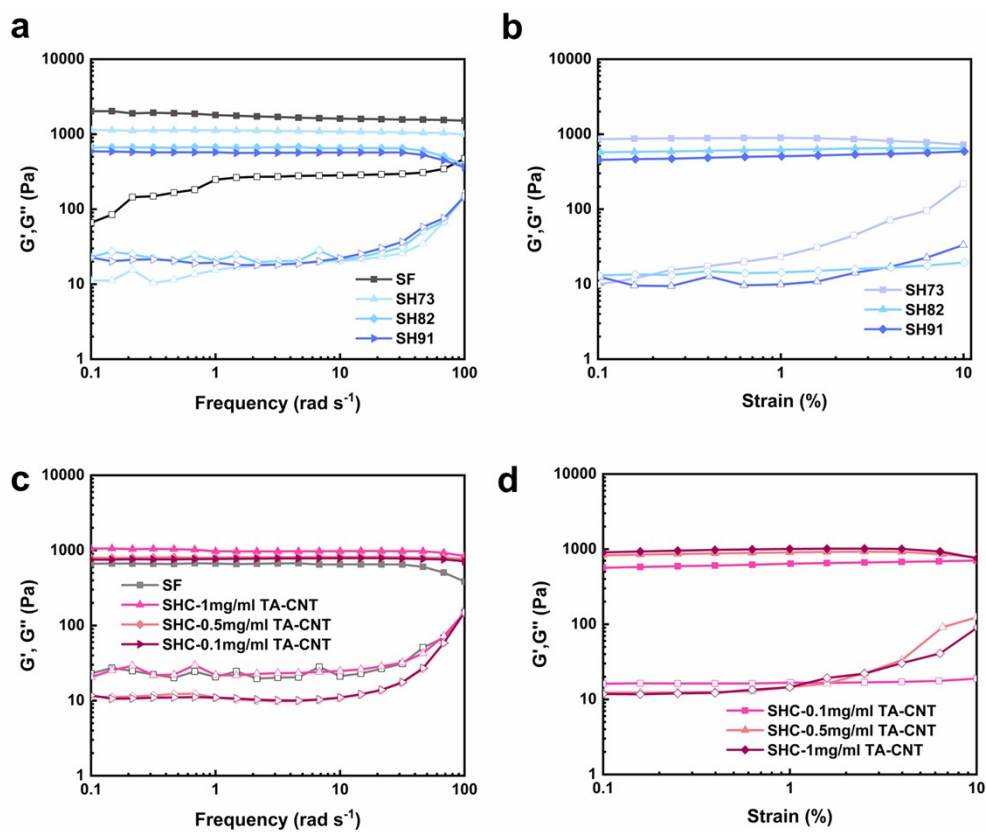 a
10000
1000
100
10
1
G',G'' (Pa)
SF
SH73
SH82
SH91
0.1
1
10
100
Frequency (rad s⁻¹)
b
10000
1000
100
10
1
G',G'' (Pa)
SH73
SH82
SH91
0.1
1
10
Strain (%)
c
10000
1000
100
10
1
G', G'' (Pa)
SF
SHC-1mg/ml TA-CNT
SHC-0.5mg/ml TA-CNT
SHC-0.1mg/ml TA-CNT
0.1
1
10
100
Frequency (rad s⁻¹)
d
10000
1000
100
10
1
G',G'' (Pa)
SHC-0.1mg/ml TA-CNT
SHC-0.5mg/ml TA-CNT
SHC-1mg/ml TA-CNT
0.1
1
10
Strain (%)